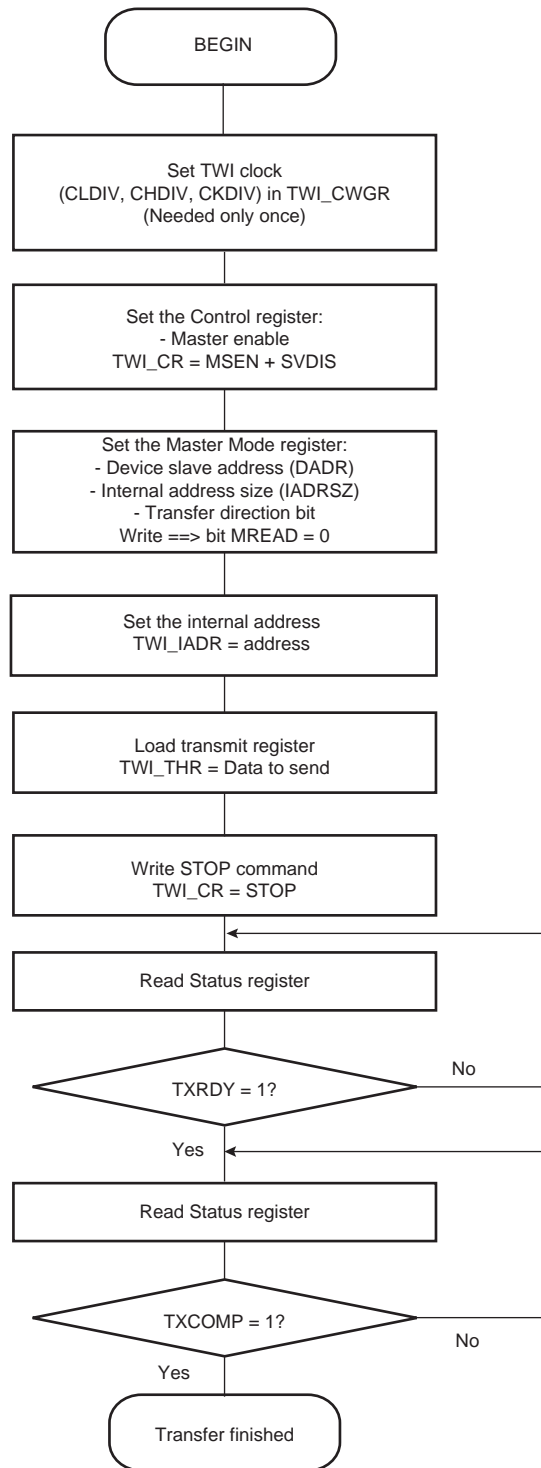 BEGIN
Set TWI clock
(CLDIV, CHDIV, CKDIV) in TWI_CWGR
(Needed only once)
Set the Control register:
- Master enable
TWI_CR = MSEN + SVDIS
Set the Master Mode register:
- Device slave address (DADR)
- Internal address size (IADRSZ)
- Transfer direction bit
Write ==> bit MREAD = 0
Set the internal address
TWI_IADR = address
Load transmit register
TWI_THR = Data to send
Write STOP command
TWI_CR = STOP
Read Status register
TXRDY = 1?
No
Yes
Read Status register
TXCOMP = 1?
No
Yes
Transfer finished